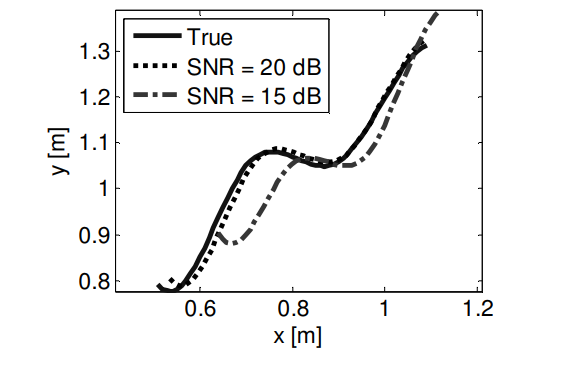 True
SNR = 20 dB
SNR = 15 dB
1.3
1.2
1.1
1
0.9
0.8
y [m]
0.6
0.8
1
1.2
x [m]